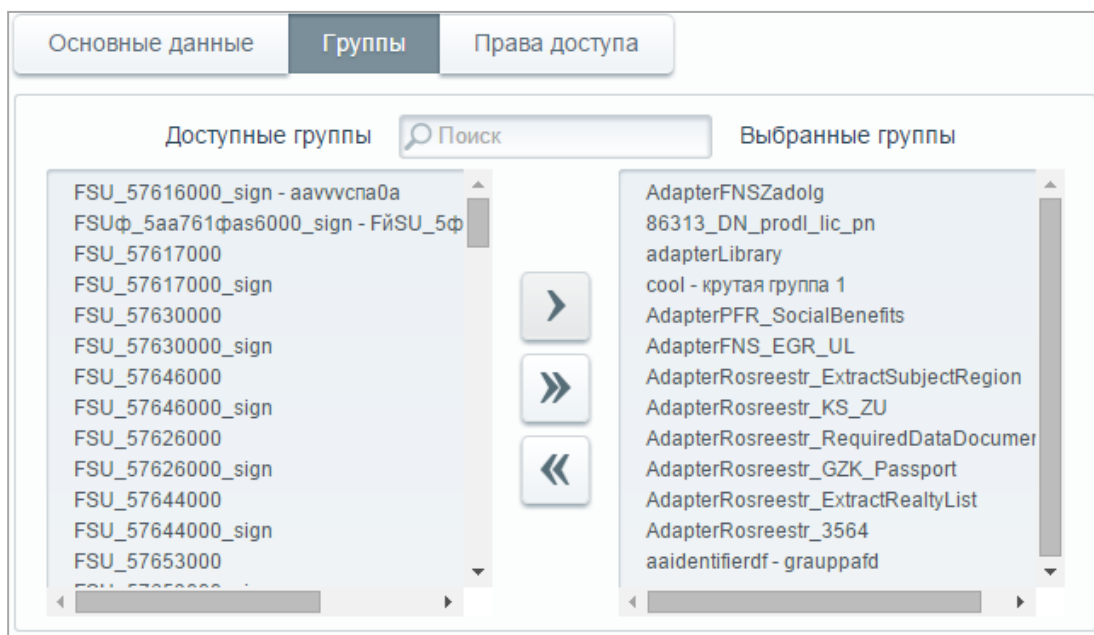 Основные данные Группы Права доступа
Доступные группы Поиск Выбранные группы
FSU_57616000_sign - aavvvспа0а
FSUф_5аа761фas6000_sign - FйSU_5ф
FSU_57617000
FSU_57617000_sign
FSU_57630000
FSU_57630000_sign
FSU_57646000
FSU_57646000_sign
FSU_57626000
FSU_57626000_sign
FSU_57644000
FSU_57644000_sign
FSU_57653000
AdapterFNSZadolg
86313_DN_prodl_lic_pn
adapterLibrary
cool - крутая группа 1
AdapterPFR_SocialBenefits
AdapterFNS_EGR_UL
AdapterRosreestr_ExtractSubjectRegion
AdapterRosreestr_KS_ZU
AdapterRosreestr_RequiredDataDocumer
AdapterRosreestr_GZK_Passport
AdapterRosreestr_ExtractRealtyList
AdapterRosreestr_3564
aaidentifierdf - grauppafd